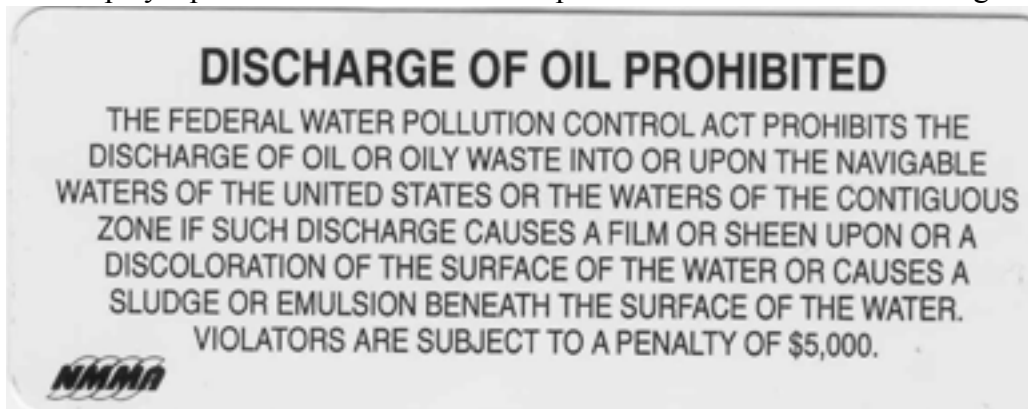 DISCHARGE OF OIL PROHIBITED
THE FEDERAL WATER POLLUTION CONTROL ACT PROHIBITS THE
DISCHARGE OF OIL OR OILY WASTE INTO OR UPON THE NAVIGABLE
WATERS OF THE UNITED STATES OR THE WATERS OF THE CONTIGUOUS
ZONE IF SUCH DISCHARGE CAUSES A FILM OR SHEEN UPON OR A
DISCOLORATION OF THE SURFACE OF THE WATER OR CAUSES A
SLUDGE OR EMULSION BENEATH THE SURFACE OF THE WATER.
VIOLATORS ARE SUBJECT TO A PENALTY OF $5,000.
NMMA